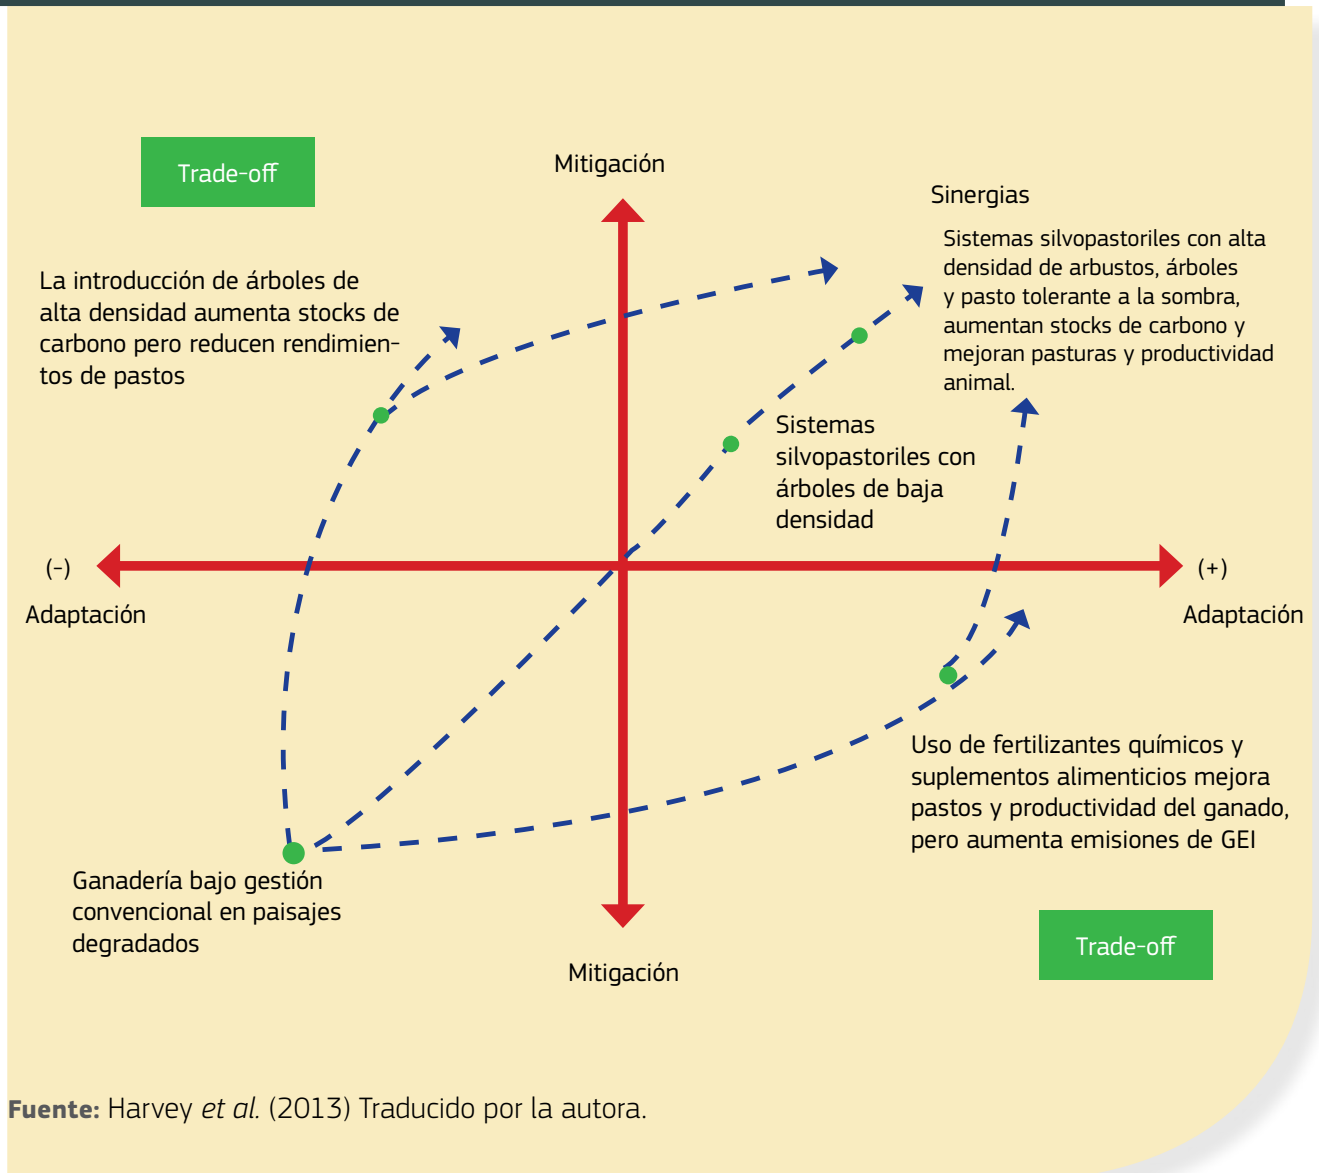 Trade-off
Mitigación
Sinergias
Sistemas silvopastoriles con alta
densidad de arbustos, árboles
y pasto tolerante a la sombra,
aumentan stocks de carbono y
mejoran pasturas y productividad
animal.
La introducción de árboles de
alta densidad aumenta stocks de
carbono pero reducen rendimien-
tos de pastos
Sistemas
silvopastoriles con
árboles de baja
densidad
(-)
Adaptación
(+)
Adaptación
Uso de fertilizantes químicos y
suplementos alimenticios mejora
pastos y productividad del ganado,
pero aumenta emisiones de GEI
Ganadería bajo gestión
convencional en paisajes
degradados
Trade-off
Mitigación
Fuente: Harvey et al. (2013) Traducido por la autora.